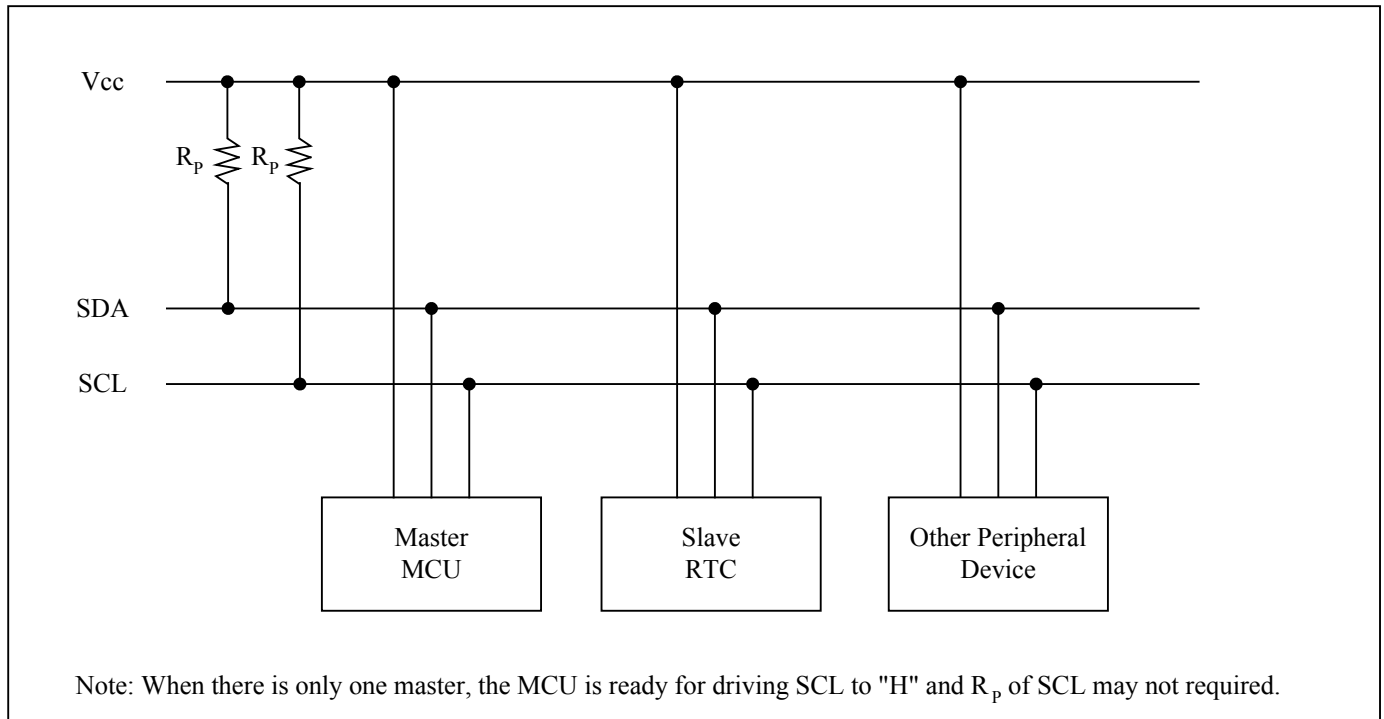 Vcc
R_P R_P
SDA
SCL
Master
MCU
Slave
RTC
Other Peripheral
Device
Note: When there is only one master, the MCU is ready for driving SCL to "H" and R_P of SCL may not required.